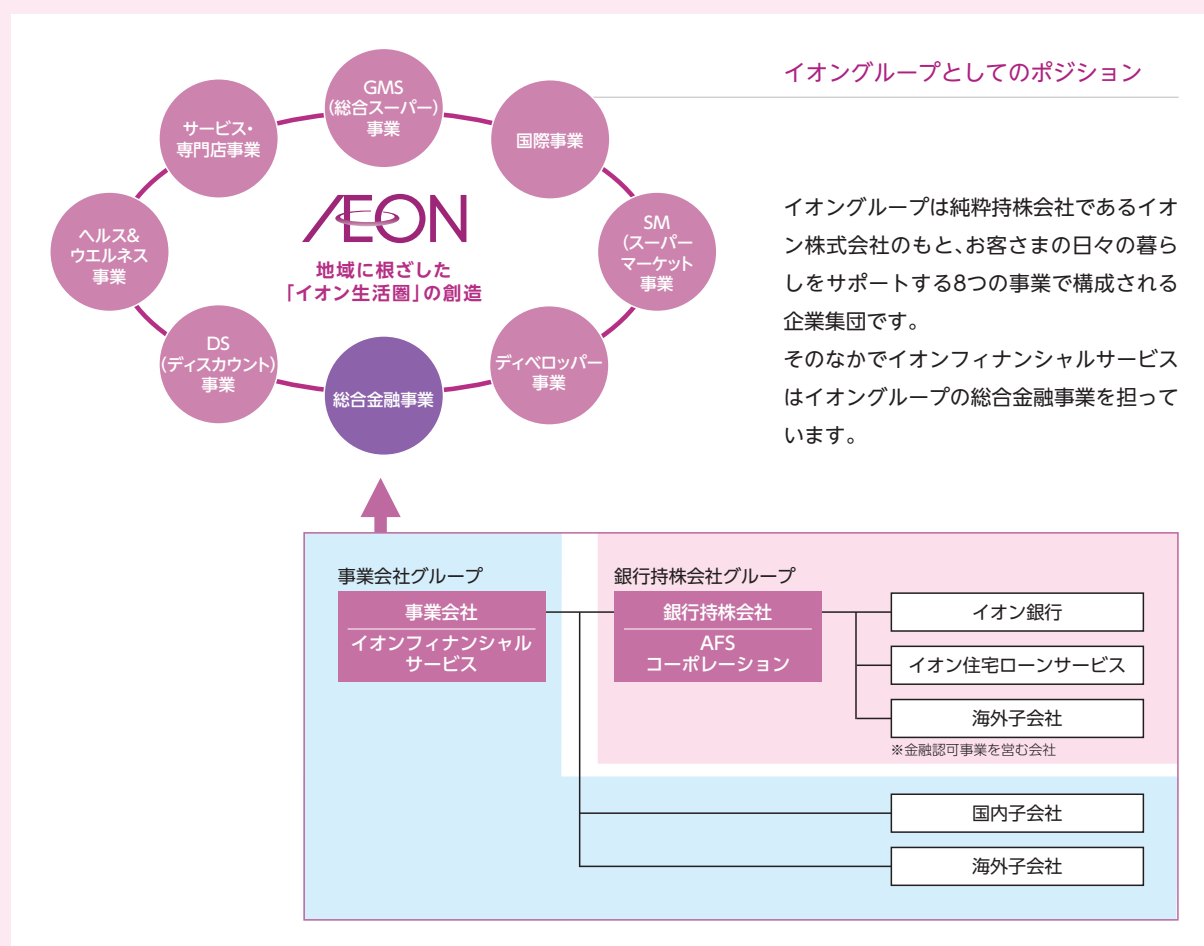 イオングループとしてのポジション
GMS
(総合スーパー)
事業
サービス・
専門店事業
国際事業
ÆON
地域に根ざした
「イオン生活圏」の創造
ヘルス&
ウエルネス
事業
SM
(スーパー
マーケット
事業
DS
(ディスカウント)
事業
総合金融事業
ディベロッパー
事業
イオングループは純粋持株会社であるイオ
ン株式会社のもと、お客さまの日々の暮ら
しをサポートする8つの事業で構成される
企業集団です。
そのなかでイオンフィナンシャルサービス
はイオングループの総合金融事業を担って
います。
事業会社グループ
事業会社
イオンフィナンシャル
サービス
銀行持株会社グループ
銀行持株会社
AFS
コーポレーション
イオン銀行
イオン住宅ローンサービス
海外子会社
※金融認可事業を営む会社
国内子会社
海外子会社